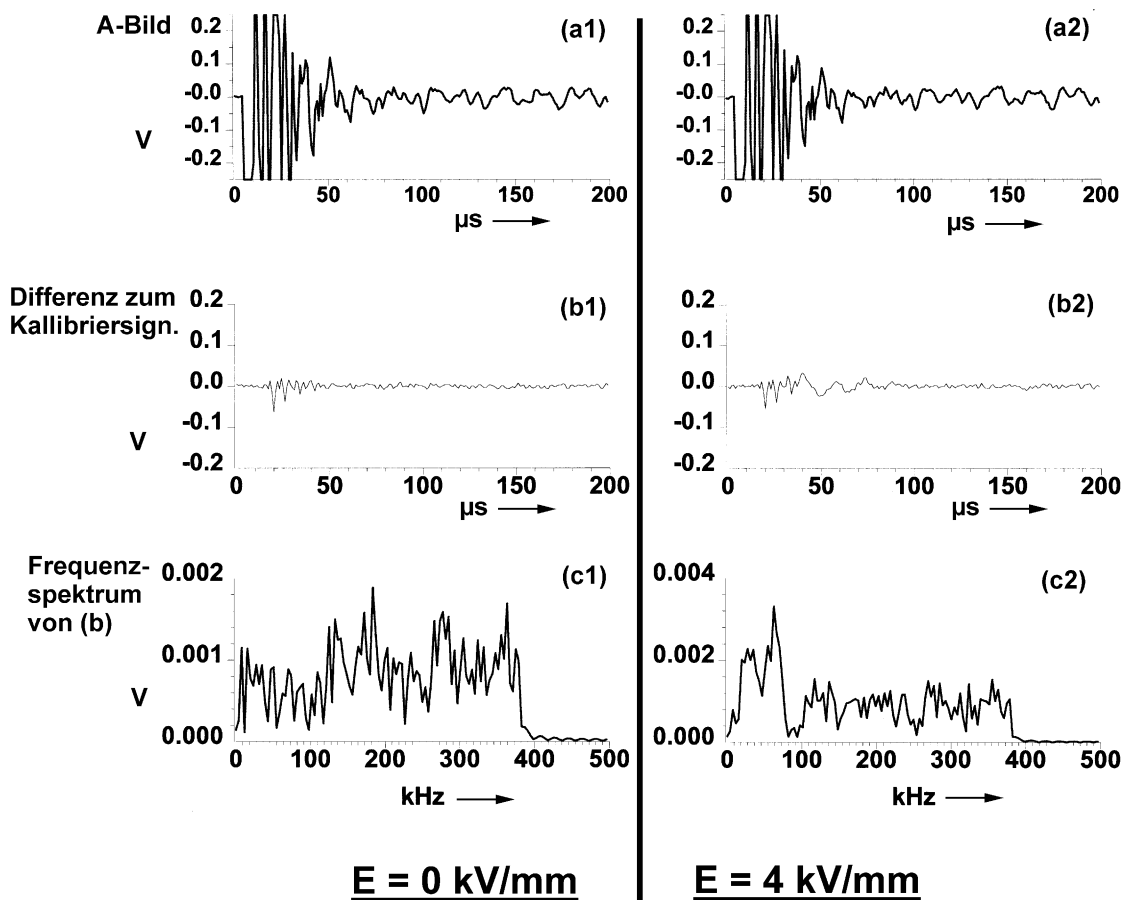 A-Bild
(a1)
0.2
0.1
-0.0
-0.1
-0.2
V
0 50 100 150 200
µs
(a2)
0.2
0.1
-0.0
-0.1
-0.2
0 50 100 150 200
µs
Differenz zum
Kallibriersign.
(b1)
0.2
0.1
0.0
-0.1
-0.2
V
0 50 100 150 200
µs
(b2)
0.2
0.1
0.0
-0.1
-0.2
0 50 100 150 200
µs
Frequenz-
spektrum
von (b)
(c1)
0.002
0.001
0.000
V
0 100 200 300 400 500
kHz
(c2)
0.004
0.002
0.000
0 100 200 300 400 500
kHz
E = 0 kV/mm
E = 4 kV/mm